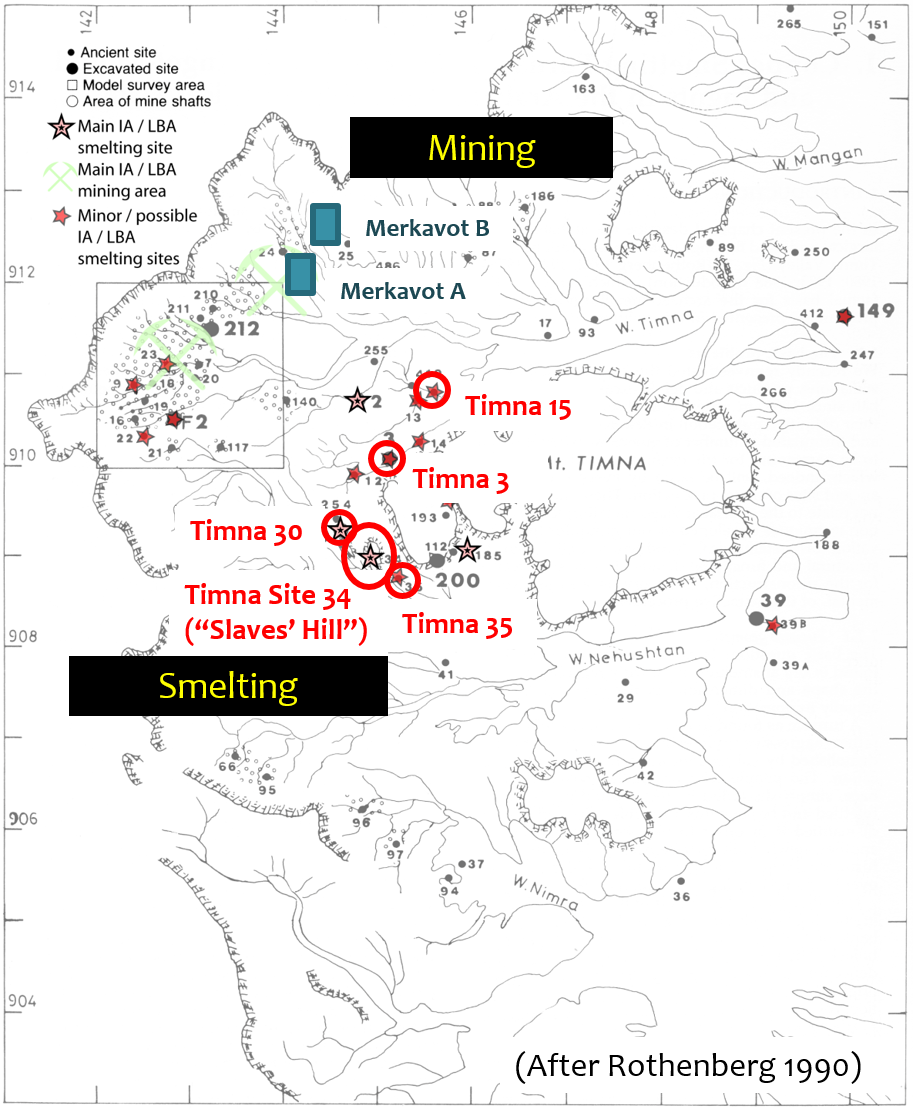 142
144
146
148
150
265
151
Ancient site
Excavated site
Model survey area
Area of mine shafts
Main IA / LBA
smelting site
Main IA / LBA
mining area
Minor / possible
IA / LBA
smelting sites
914
163
Mining
W. Mangan
186
Merkavot B
89
250
24
25
912
Merkavot A
210
211
212
17
93
W. Timna
412
149
255
247
23
7
20
9
18
266
19
140
2
Timna 15
16
F2
13
22
14
21
117
910
12
Timna 3
Mt. TIMNA
Timna 30
193
188
112
185
200
Timna Site 34
(“Slaves’ Hill”)
Timna 35
39
39B
908
W. Nehushtan
41
39A
Smelting
29
66
95
42
906
96
97
37
94
W. Nimra
36
904
(After Rothenberg 1990)